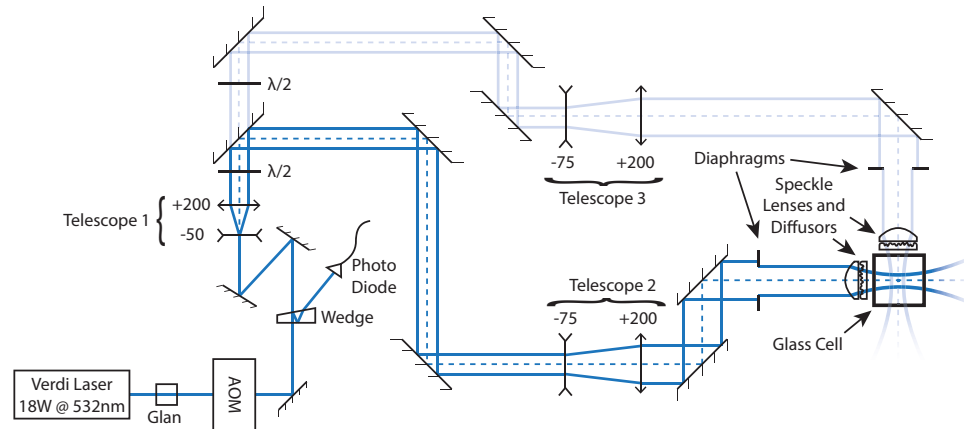 λ/2
-75 +200
Telescope 3
Diaphragms
Speckle
Lenses and
Diffusors
λ/2
Telescope 1
+200
-50
Photo
Diode
Wedge
Telescope 2
-75 +200
Glass Cell
Verdi Laser
18W @ 532nm
Glan
AOM